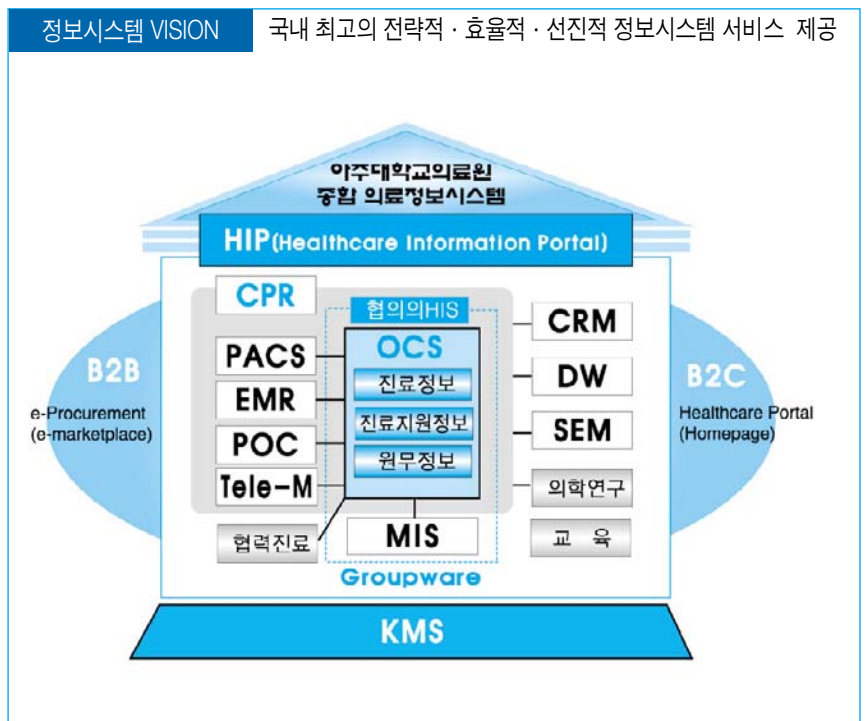 정보시스템 VISION
국내 최고의 전략적 · 효율적 · 선진적 정보시스템 서비스 제공
아주대학교의료원
종합 의료정보시스템
HIP(Healthcare Information Portal)
CPR
협의의HIS
OCS
진료정보
진료지원정보
원무정보
PACS
EMR
POC
Tele-M
협력진료
MIS
Groupware
CRM
DW
SEM
의학연구
교 육
B2B
e-Procurement
(e-marketplace)
B2C
Healthcare Portal
(Homepage)
KMS